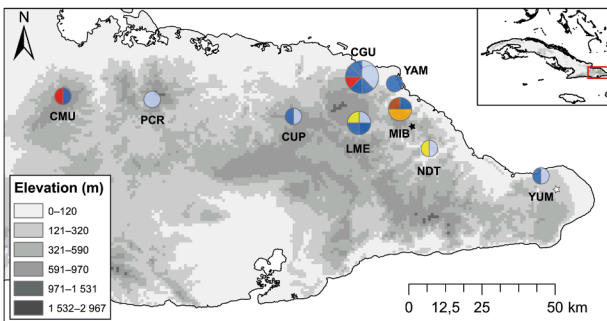 N
CGU
YAM
CMU
PCR
CUP
LME
MIB
NDT
YUM
Elevation (m)
0–120
121–320
321–590
591–970
971–1 531
1 532–2 967
0 12,5 25 50 km